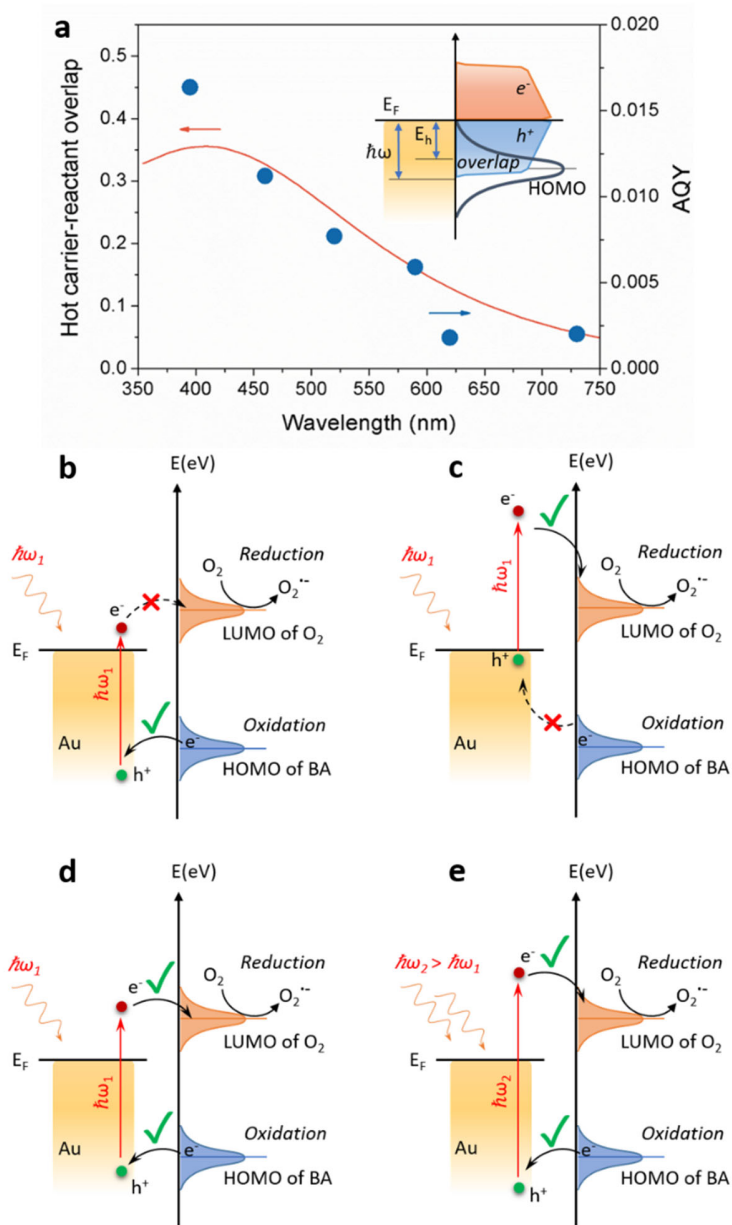 a
Hot carrier-reactant overlap
0.5
0.4
0.3
0.2
0.1
0.0
350 400 450 500 550 600 650 700 750
Wavelength (nm)
0.020
0.015
0.010
0.005
0.000
AQY
E_F
e⁻
h⁺
E_h
ħω
overlap
HOMO
b
E(eV)
ħω₁
Reduction
O₂
O₂˙⁻
e⁻
LUMO of O₂
E_F
ħω₁
Oxidation
Au
e⁻
h⁺
HOMO of BA
c
E(eV)
e⁻
ħω₁
Reduction
ħω₁
O₂
O₂˙⁻
LUMO of O₂
E_F
h⁺
Oxidation
Au
e⁻
HOMO of BA
d
E(eV)
ħω₁
Reduction
e⁻
O₂
O₂˙⁻
LUMO of O₂
E_F
ħω₁
Oxidation
Au
e⁻
h⁺
HOMO of BA
e
E(eV)
ħω₂ > ħω₁
e⁻
Reduction
O₂
O₂˙⁻
LUMO of O₂
E_F
ħω₂
Oxidation
Au
e⁻
h⁺
HOMO of BA